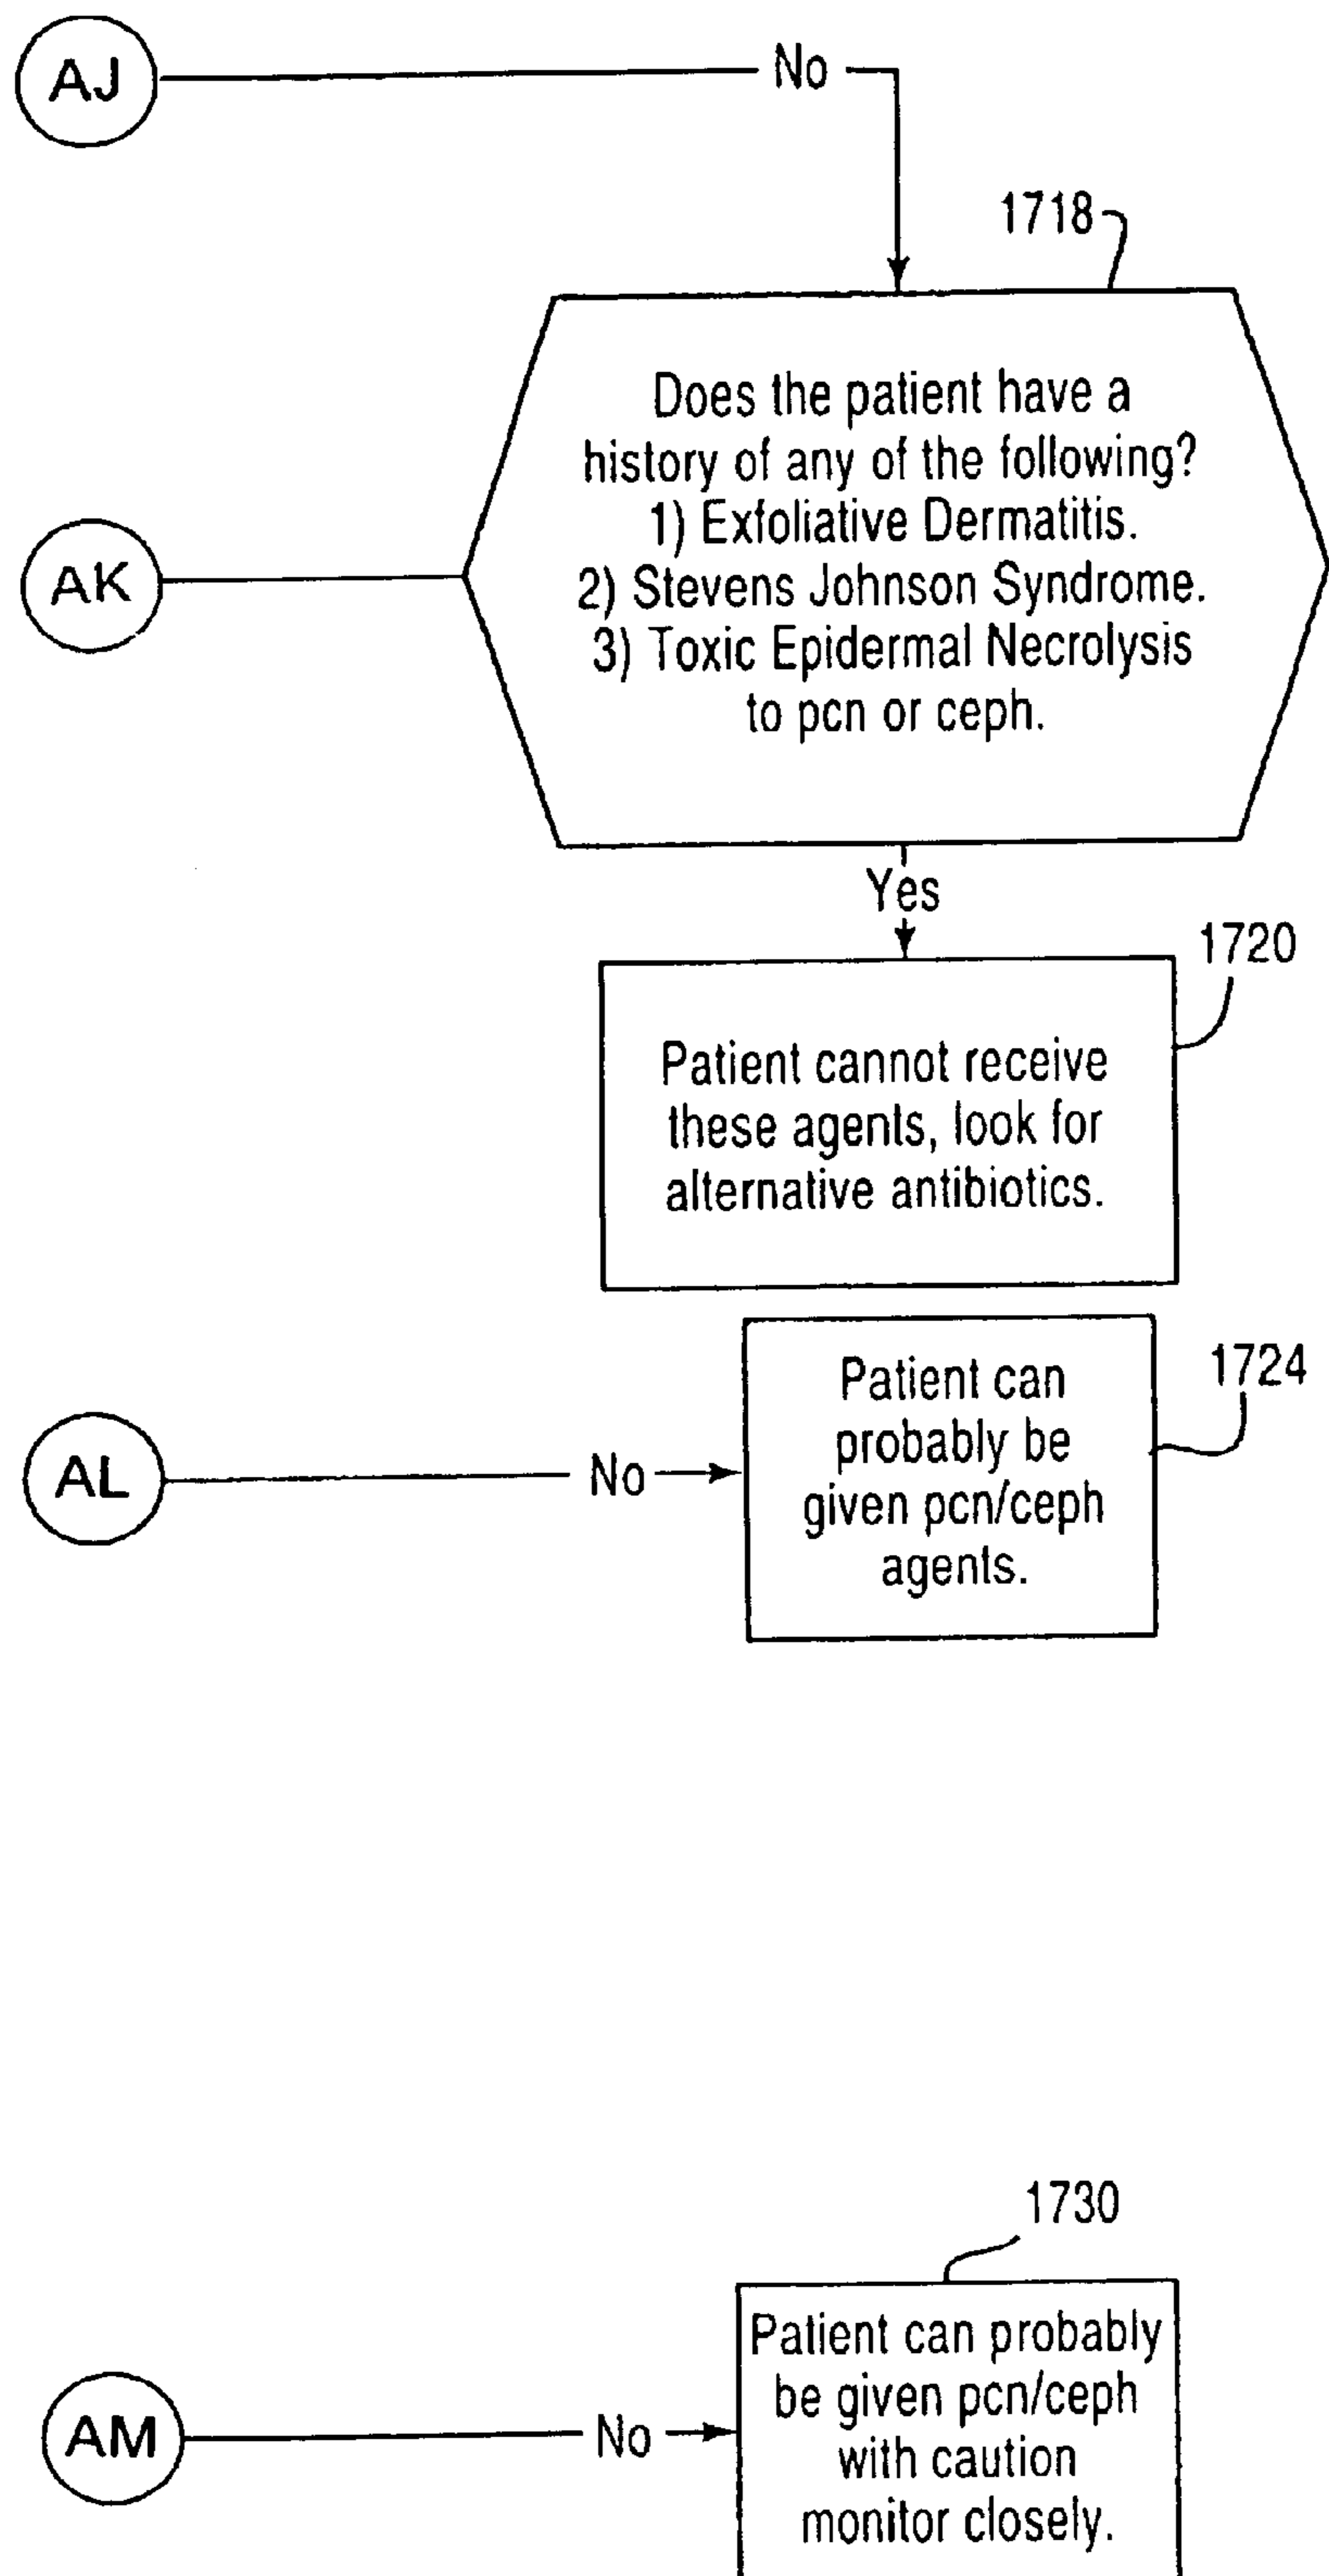 AJ
No
1718
Does the patient have a
history of any of the following?
1) Exfoliative Dermatitis.
2) Stevens Johnson Syndrome.
3) Toxic Epidermal Necrolysis
to pcn or ceph.
AK
Yes
1720
Patient cannot receive
these agents, look for
alternative antibiotics.
1724
Patient can
probably be
given pcn/ceph
agents.
AL
No
1730
Patient can probably
be given pcn/ceph
with caution
monitor closely.
AM
No